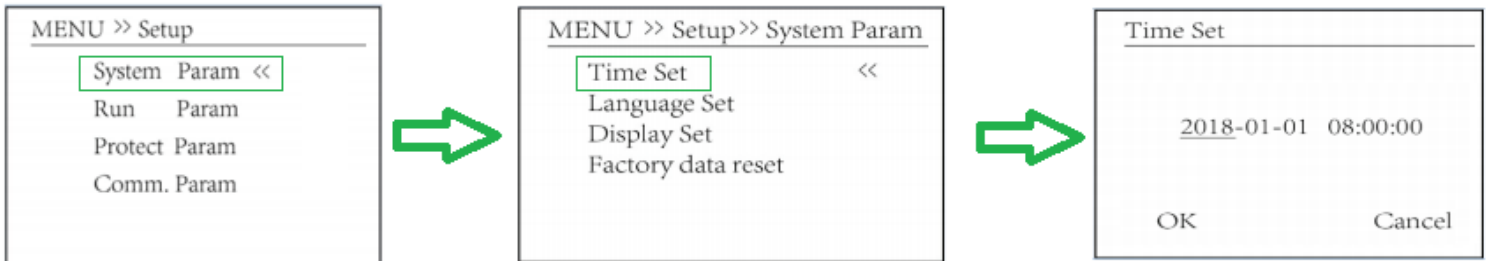 MENU >> Setup
System Param <<
Run Param
Protect Param
Comm. Param
MENU >> Setup >> System Param
Time Set <<
Language Set
Display Set
Factory data reset
Time Set
2018-01-01 08:00:00
OK Cancel